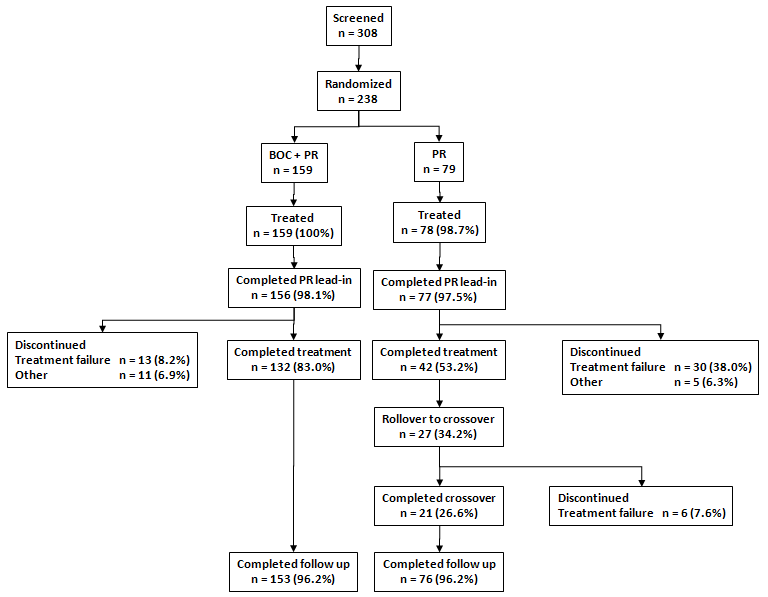 Screened
n = 308
Randomized
n = 238
BOC + PR
n = 159
PR
n = 79
Treated
n = 159 (100%)
Treated
n = 78 (98.7%)
Completed PR lead-in
n = 156 (98.1%)
Completed PR lead-in
n = 77 (97.5%)
Discontinued
Treatment failure n = 13 (8.2%)
Other n = 11 (6.9%)
Completed treatment
n = 132 (83.0%)
Completed treatment
n = 42 (53.2%)
Discontinued
Treatment failure n = 30 (38.0%)
Other n = 5 (6.3%)
Rollover to crossover
n = 27 (34.2%)
Completed crossover
n = 21 (26.6%)
Discontinued
Treatment failure n = 6 (7.6%)
Completed follow up
n = 153 (96.2%)
Completed follow up
n = 76 (96.2%)